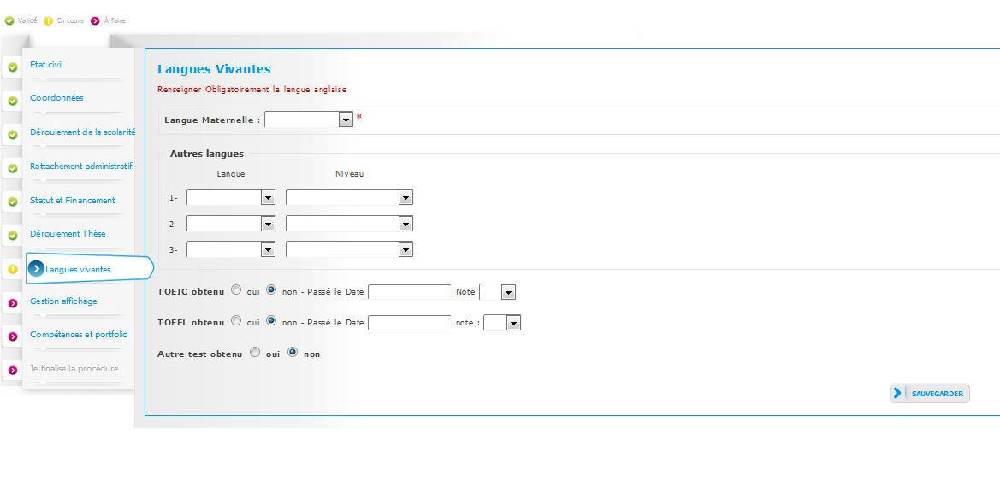 Validé En cours À faire
Etat civil
Coordonnées
Déroulement de la scolarité
Rattachement administratif
Statut et Financement
Déroulement Thèse
Langues vivantes
Gestion affichage
Compétences et portfolio
Je finalise la procédure
Langues Vivantes
Renseigner Obligatoirement la langue anglaise
Langue Maternelle : *
Autres langues
Langue Niveau
1-
2-
3-
TOEIC obtenu oui non - Passé le Date Note
TOEFL obtenu oui non - Passé le Date note :
Autre test obtenu oui non
SAUVEGARDER